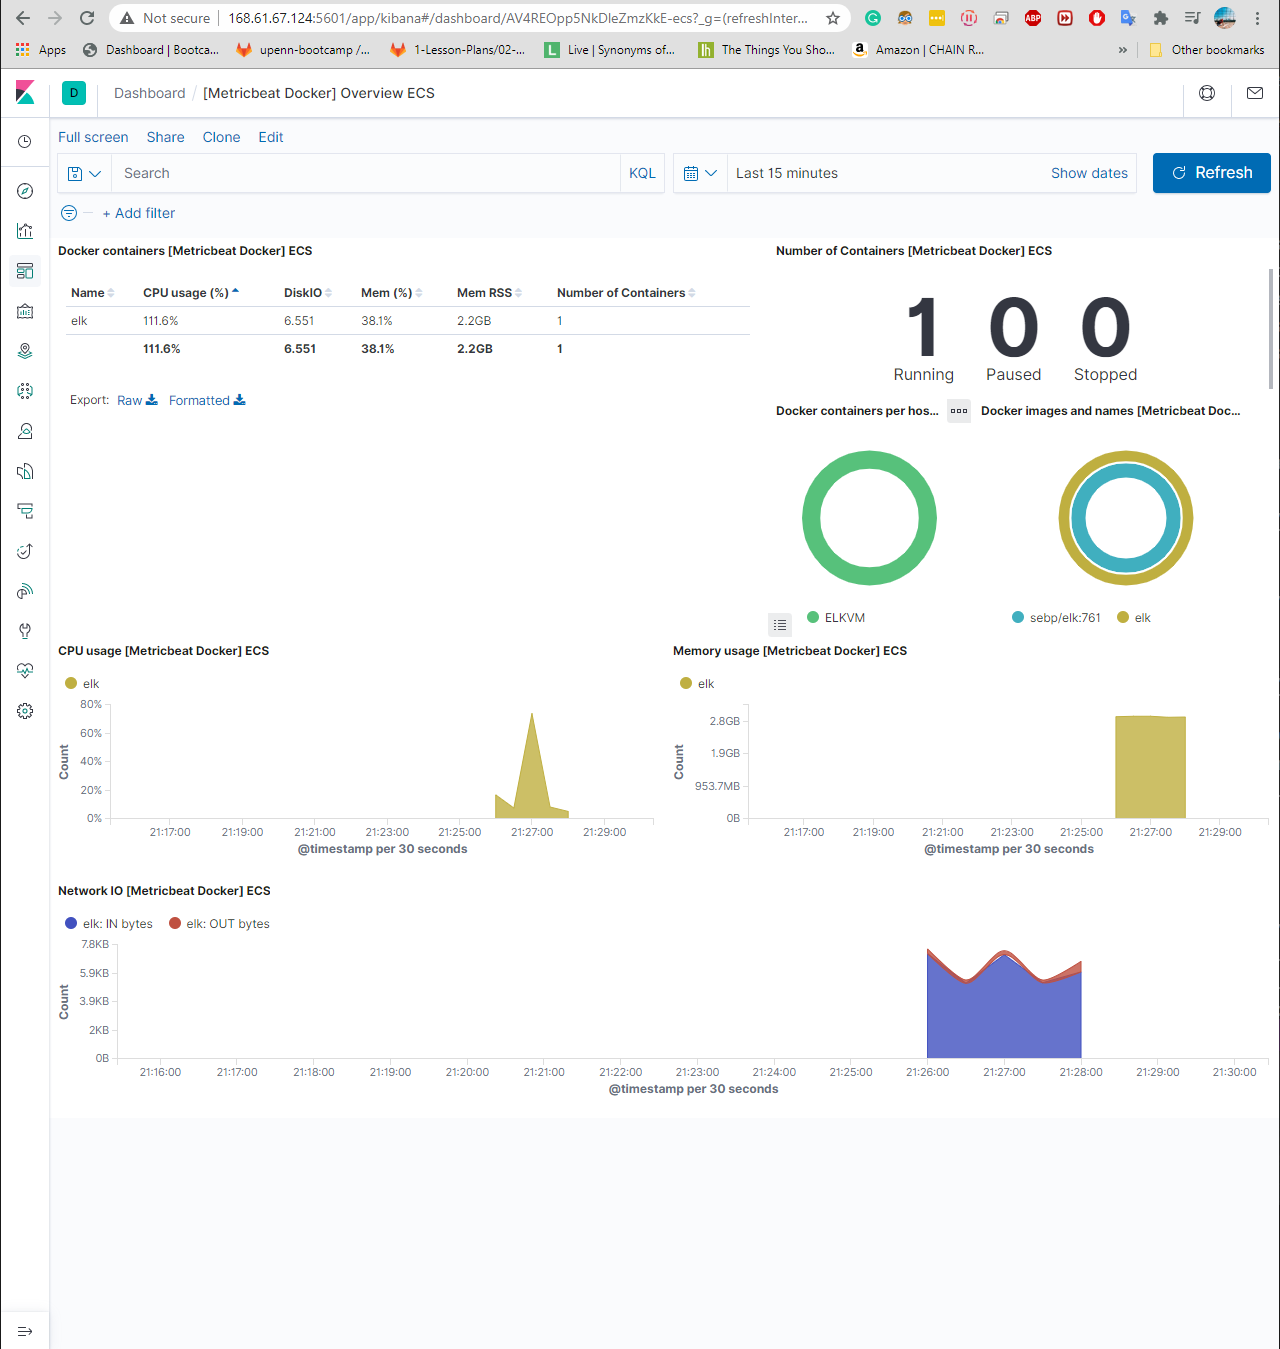 Not secure | 168.61.67.124:5601/app/kibana#/dashboard/AV4REOpp5NkDleZmzKkE-ecs?_g=(refreshInter...
ABP
Apps Dashboard | Bootca... upenn-bootcamp /... 1-Lesson-Plans/02-... L Live | Synonyms of... h The Things You Sho... a Amazon | CHAIN R... » Other bookmarks
D Dashboard / [Metricbeat Docker] Overview ECS
Full screen Share Clone Edit
Search KQL Last 15 minutes Show dates Refresh
+ Add filter
Docker containers [Metricbeat Docker] ECS
Name CPU usage (%) DiskIO Mem (%) Mem RSS Number of Containers
elk 111.6% 6.551 38.1% 2.2GB 1
111.6% 6.551 38.1% 2.2GB 1
Export: Raw Formatted
Number of Containers [Metricbeat Docker] ECS
1 0 0
Running Paused Stopped
Docker containers per hos...
ELKVM
Docker images and names [Metricbeat Doc...
sebp/elk:761 elk
CPU usage [Metricbeat Docker] ECS
elk
80%
60%
40%
20%
0%
Count
21:17:00 21:19:00 21:21:00 21:23:00 21:25:00 21:27:00 21:29:00
@timestamp per 30 seconds
Memory usage [Metricbeat Docker] ECS
elk
2.8GB
1.9GB
953.7MB
0B
Count
21:17:00 21:19:00 21:21:00 21:23:00 21:25:00 21:27:00 21:29:00
@timestamp per 30 seconds
Network IO [Metricbeat Docker] ECS
elk: IN bytes elk: OUT bytes
7.8KB
5.9KB
3.9KB
2KB
0B
Count
21:16:00 21:17:00 21:18:00 21:19:00 21:20:00 21:21:00 21:22:00 21:23:00 21:24:00 21:25:00 21:26:00 21:27:00 21:28:00 21:29:00 21:30:00
@timestamp per 30 seconds